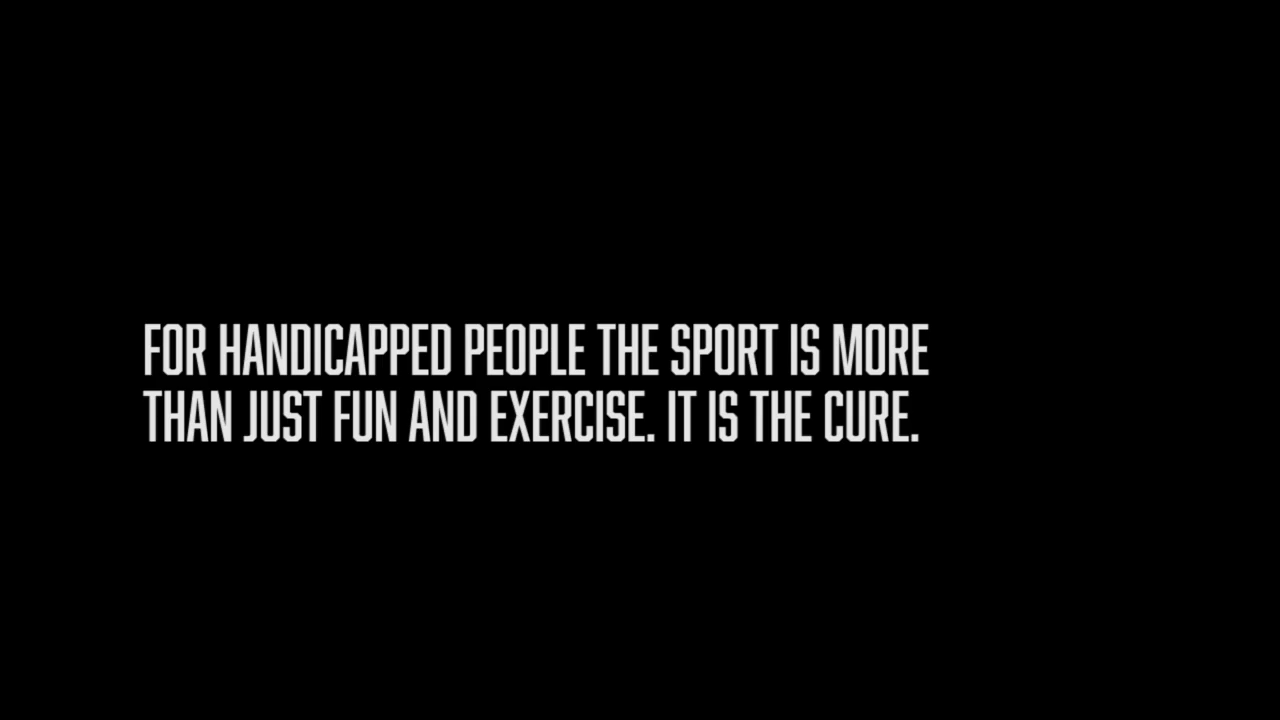 FOR HANDICAPPED PEOPLE THE SPORT IS MORE
THAN JUST FUN AND EXERCISE. IT IS THE CURE.